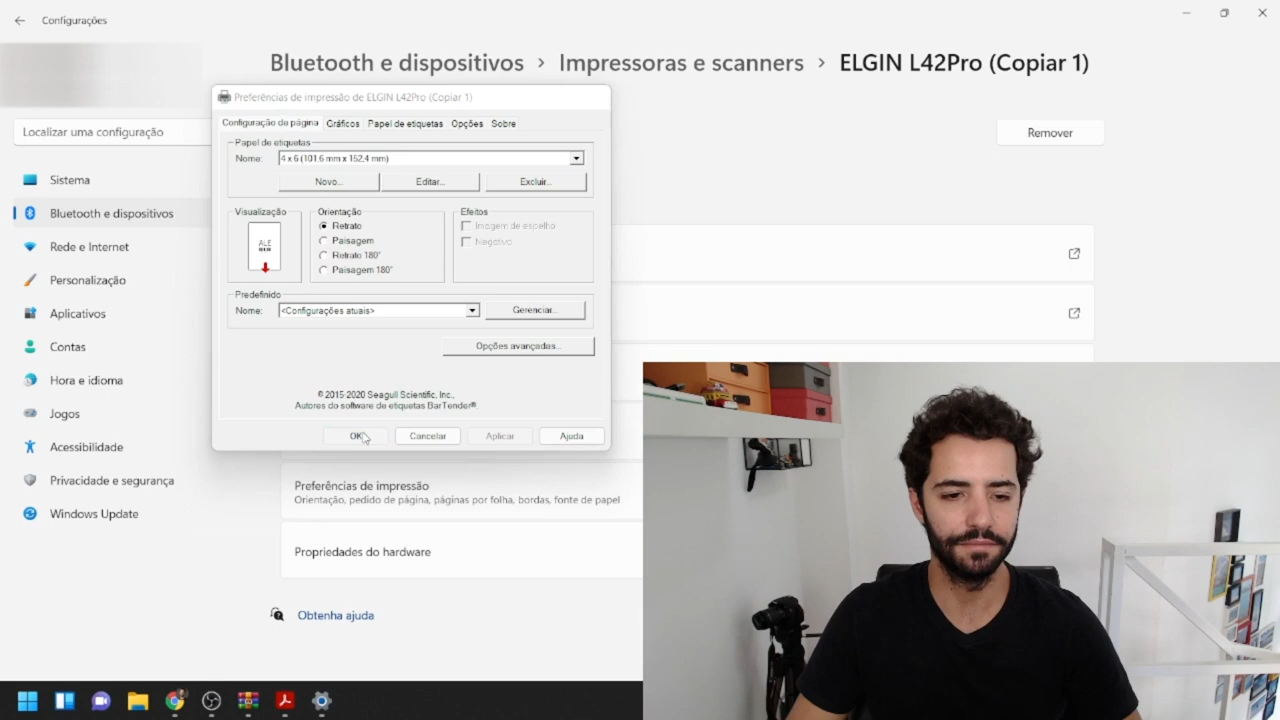 Configurações
Bluetooth e dispositivos > Impressoras e scanners > ELGIN L42Pro (Copiar 1)
Localizar uma configuração
Sistema
Bluetooth e dispositivos
Rede e Internet
Personalização
Aplicativos
Contas
Hora e idioma
Jogos
Acessibilidade
Privacidade e segurança
Windows Update
Remover
Preferências de impressão de ELGIN L42Pro (Copiar 1)
Configuração de página Gráficos Papel de etiquetas Opções Sobre
Papel de etiquetas
Nome: 4 x 6 (101,6 mm x 152,4 mm)
Novo... Editar... Excluir...
Visualização
ALE
Orientação
Retrato
Paisagem
Retrato 180°
Paisagem 180°
Efeitos
Imagem de espelho
Negativo
Predefinido
Nome: <Configurações atuais> Gerenciar...
Opções avançadas...
© 2015-2020 Seagull Scientific, Inc.,
Autores do software de etiquetas BarTender®.
OK Cancelar Aplicar Ajuda
Preferências de impressão
Orientação, pedido de página, páginas por folha, bordas, fonte de papel
Propriedades do hardware
Obtenha ajuda